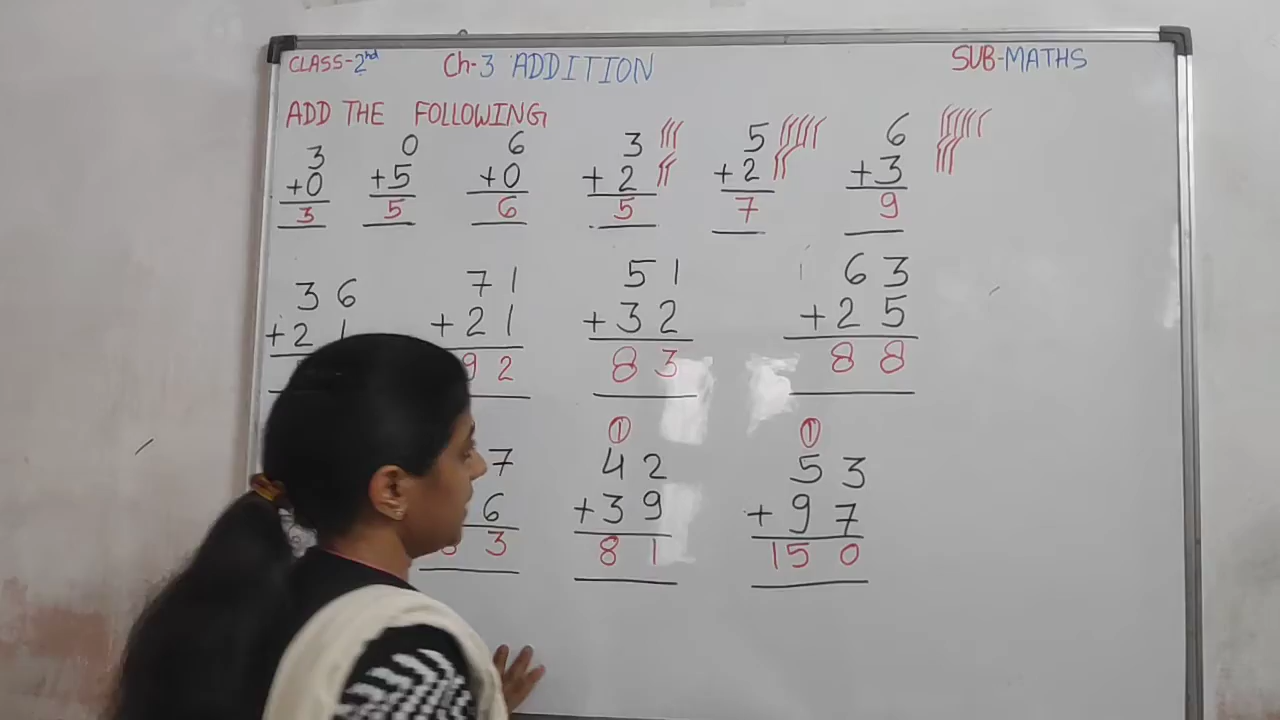 CLASS-2nd Ch-3 ADDITION SUB-MATHS
ADD THE FOLLOWING
3 0 6 3 5 6
+0 +5 +0 +2 +2 +3
3 5 6 5 7 9
36 71 51 63
+2 +21 +32 +25
92 83 88
1 1
7 42 53
6 +39 +97
3 81 150